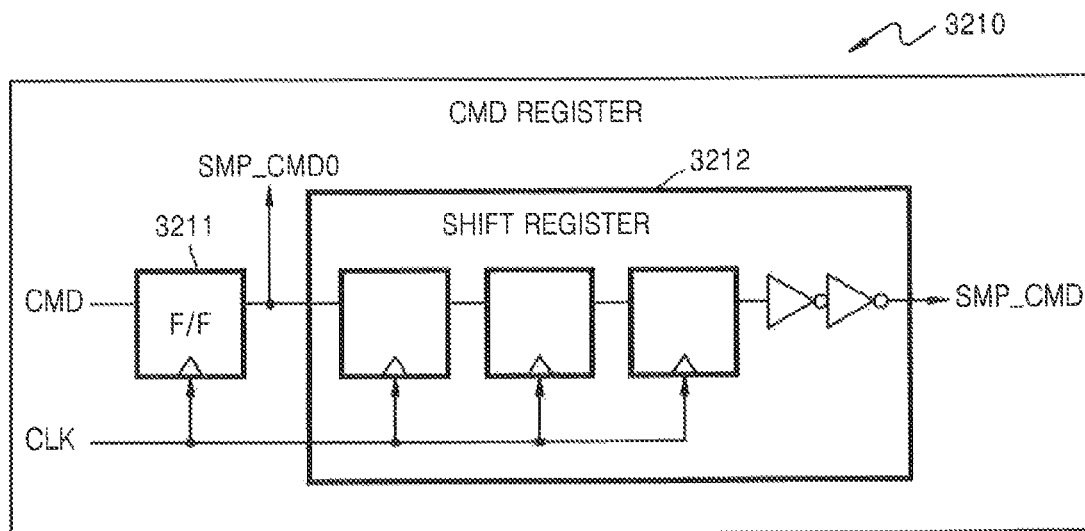 3210
CMD REGISTER
SMP_CMD0
3212
3211
SHIFT REGISTER
CMD
F/F
SMP_CMD
CLK